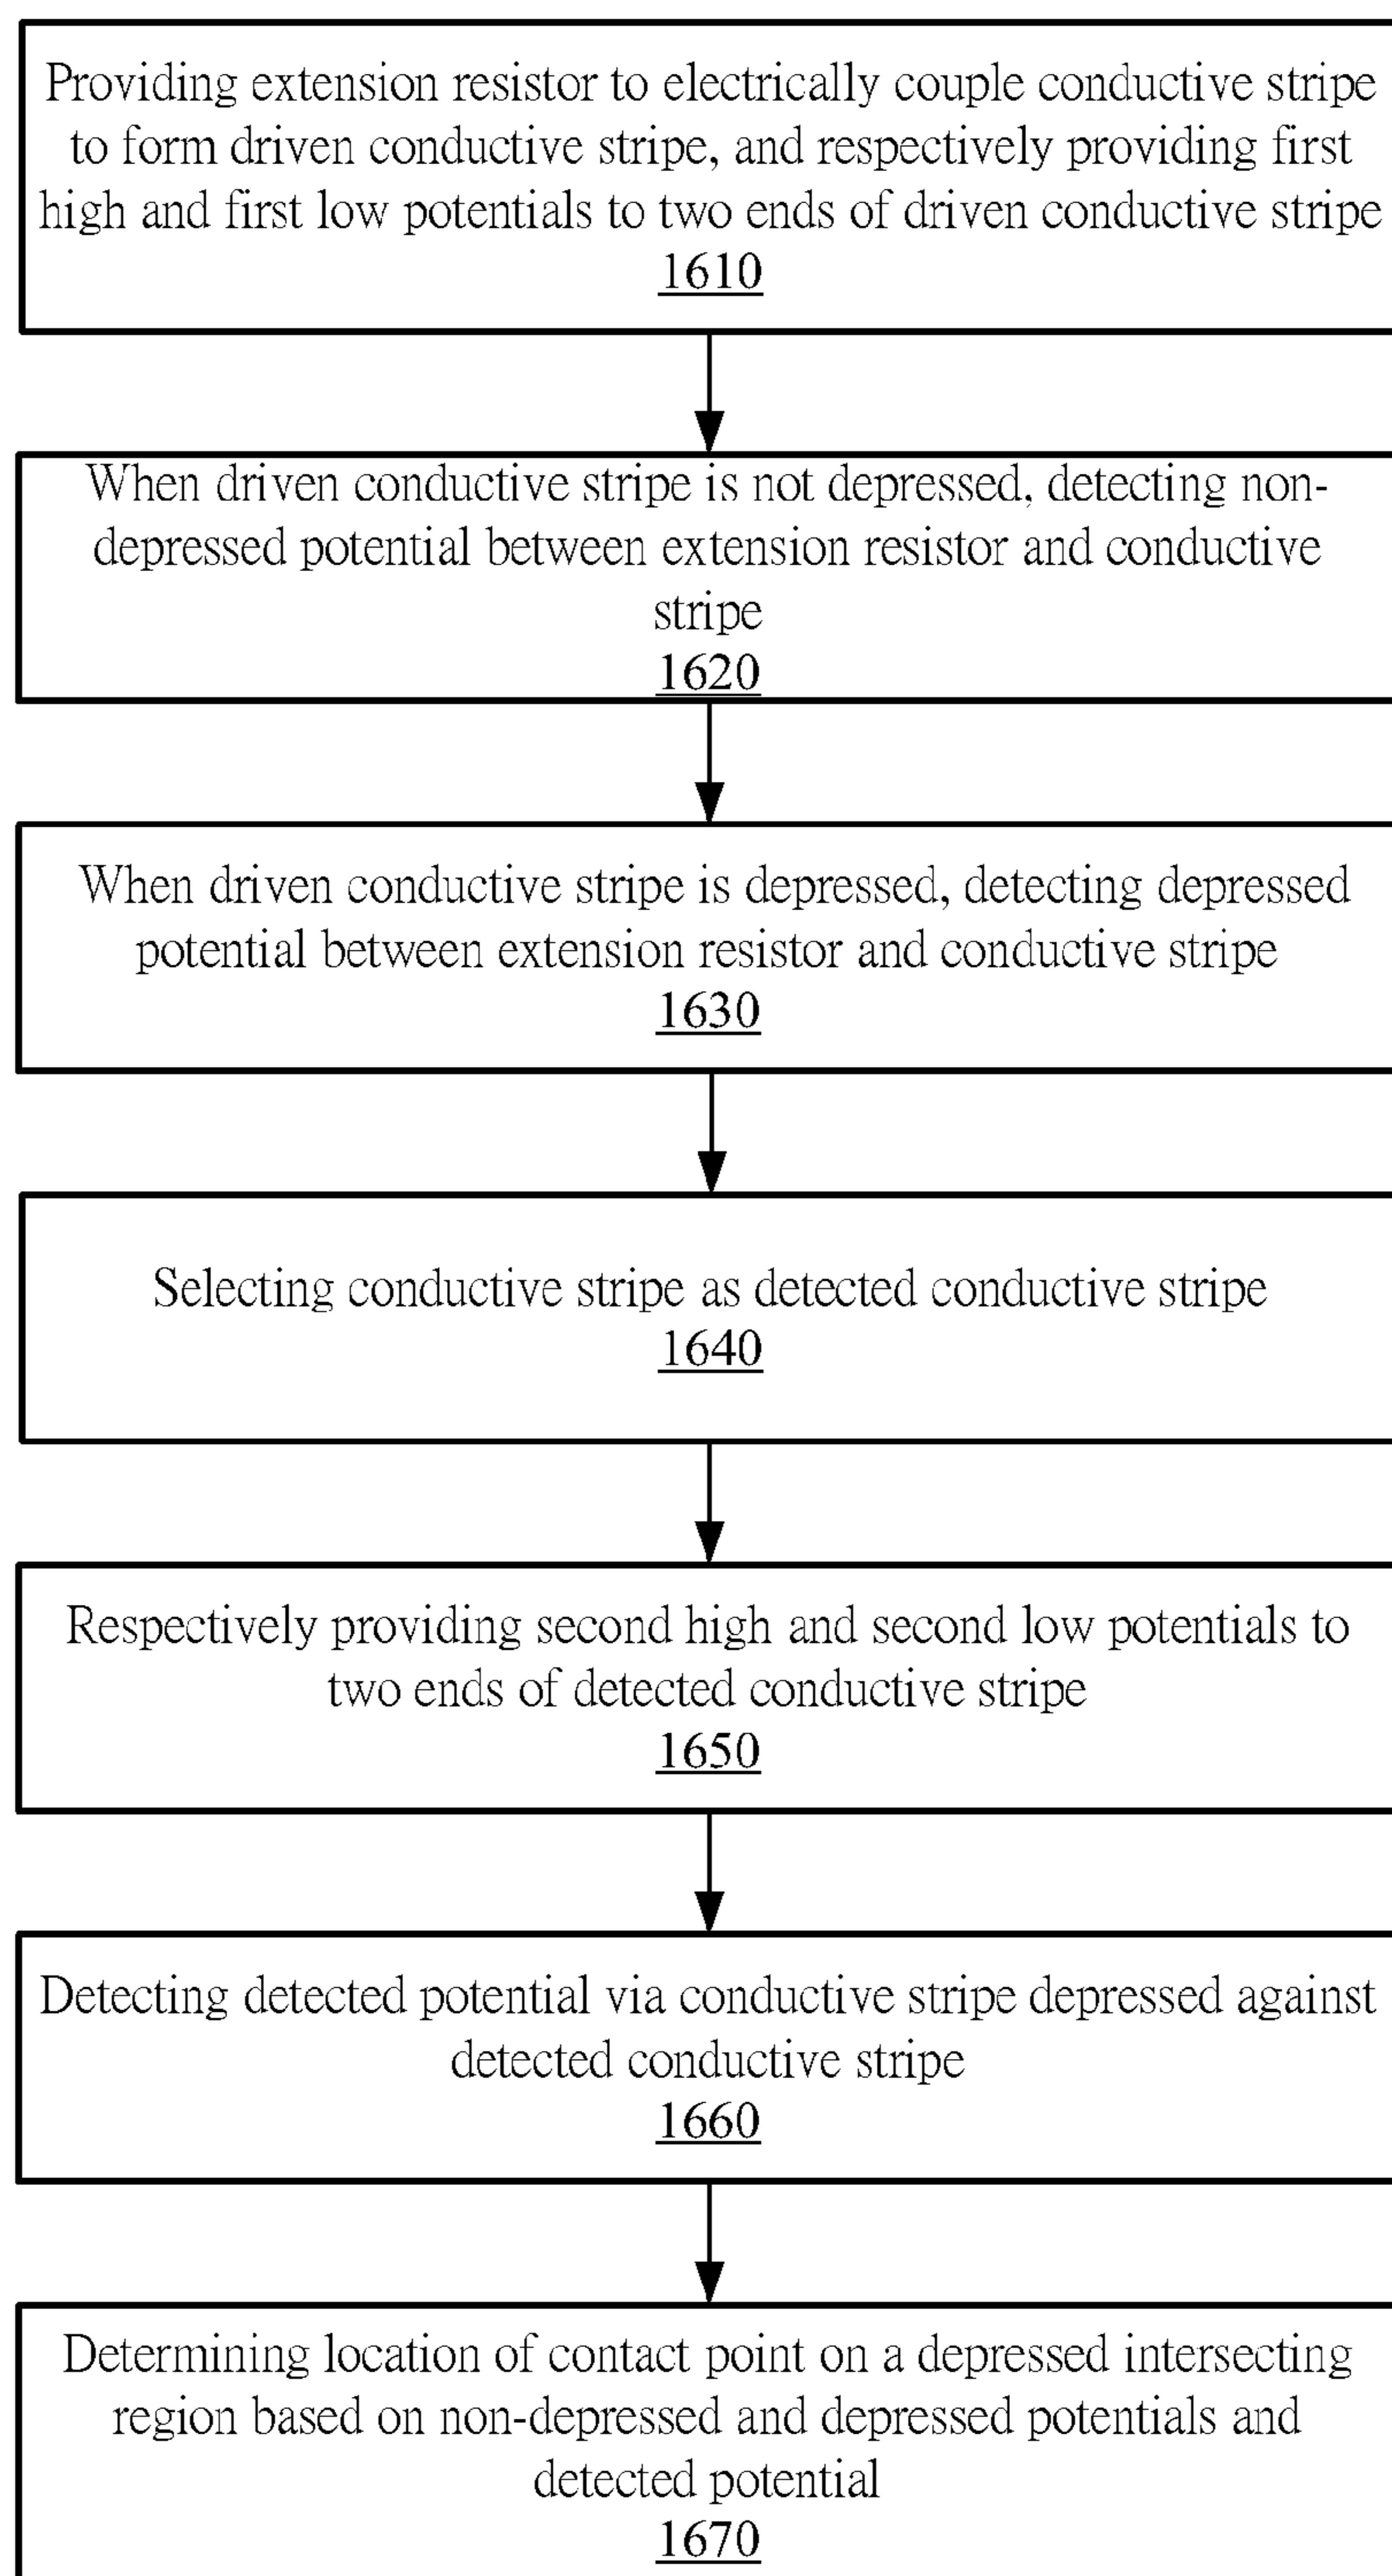 Providing extension resistor to electrically couple conductive stripe
to form driven conductive stripe, and respectively providing first
high and first low potentials to two ends of driven conductive stripe
1610
When driven conductive stripe is not depressed, detecting non-
depressed potential between extension resistor and conductive
stripe
1620
When driven conductive stripe is depressed, detecting depressed
potential between extension resistor and conductive stripe
1630
Selecting conductive stripe as detected conductive stripe
1640
Respectively providing second high and second low potentials to
two ends of detected conductive stripe
1650
Detecting detected potential via conductive stripe depressed against
detected conductive stripe
1660
Determining location of contact point on a depressed intersecting
region based on non-depressed and depressed potentials and
detected potential
1670